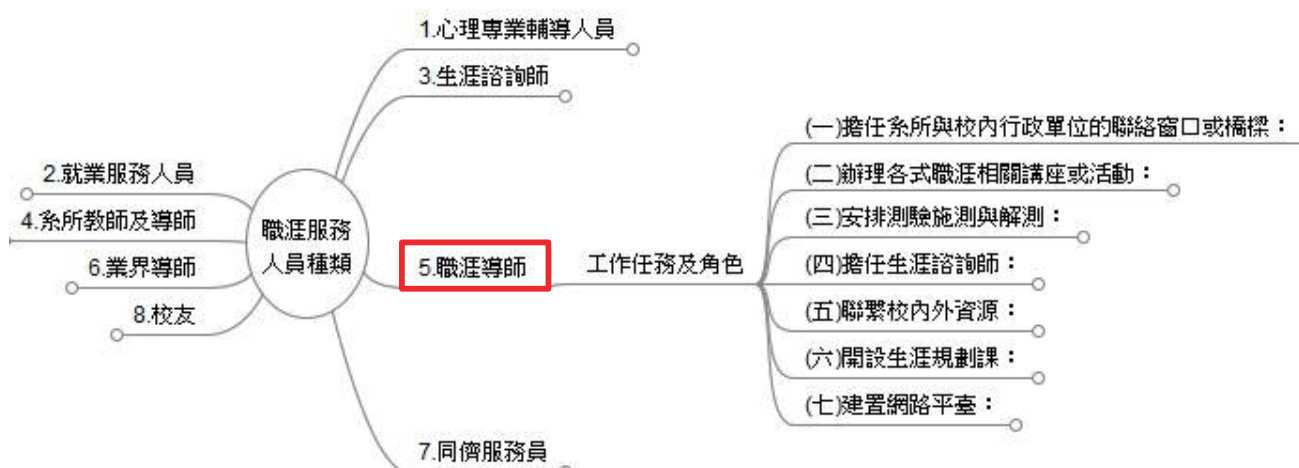 1.心理專業輔導人員
3.生涯諮詢師
2.就業服務人員
4.系所教師及導師
6.業界導師
8.校友
職涯服務
人員種類
5.職涯導師
工作任務及角色
(一)擔任系所與校內行政單位的聯絡窗口或橋樑：
(二)辦理各式職涯相關講座或活動：
(三)安排測驗施測與解測：
(四)擔任生涯諮詢師：
(五)聯繫校內外資源：
(六)開設生涯規劃課：
(七)建置網路平臺：
7.同儕服務員